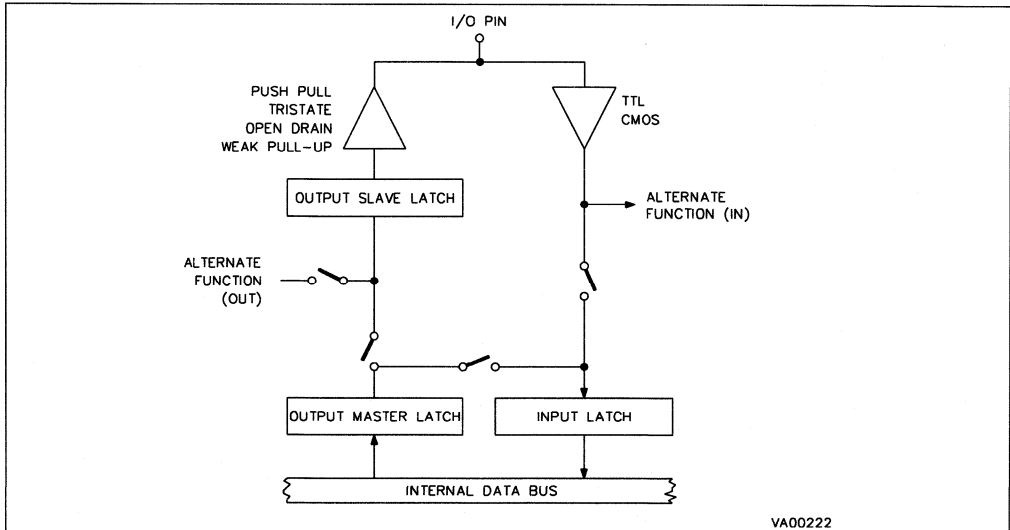 I/O PIN
PUSH PULL
TRISTATE
OPEN DRAIN
WEAK PULL-UP
TTL
CMOS
OUTPUT SLAVE LATCH
ALTERNATE
FUNCTION (IN)
ALTERNATE
FUNCTION
(OUT)
OUTPUT MASTER LATCH
INPUT LATCH
INTERNAL DATA BUS
VA00222